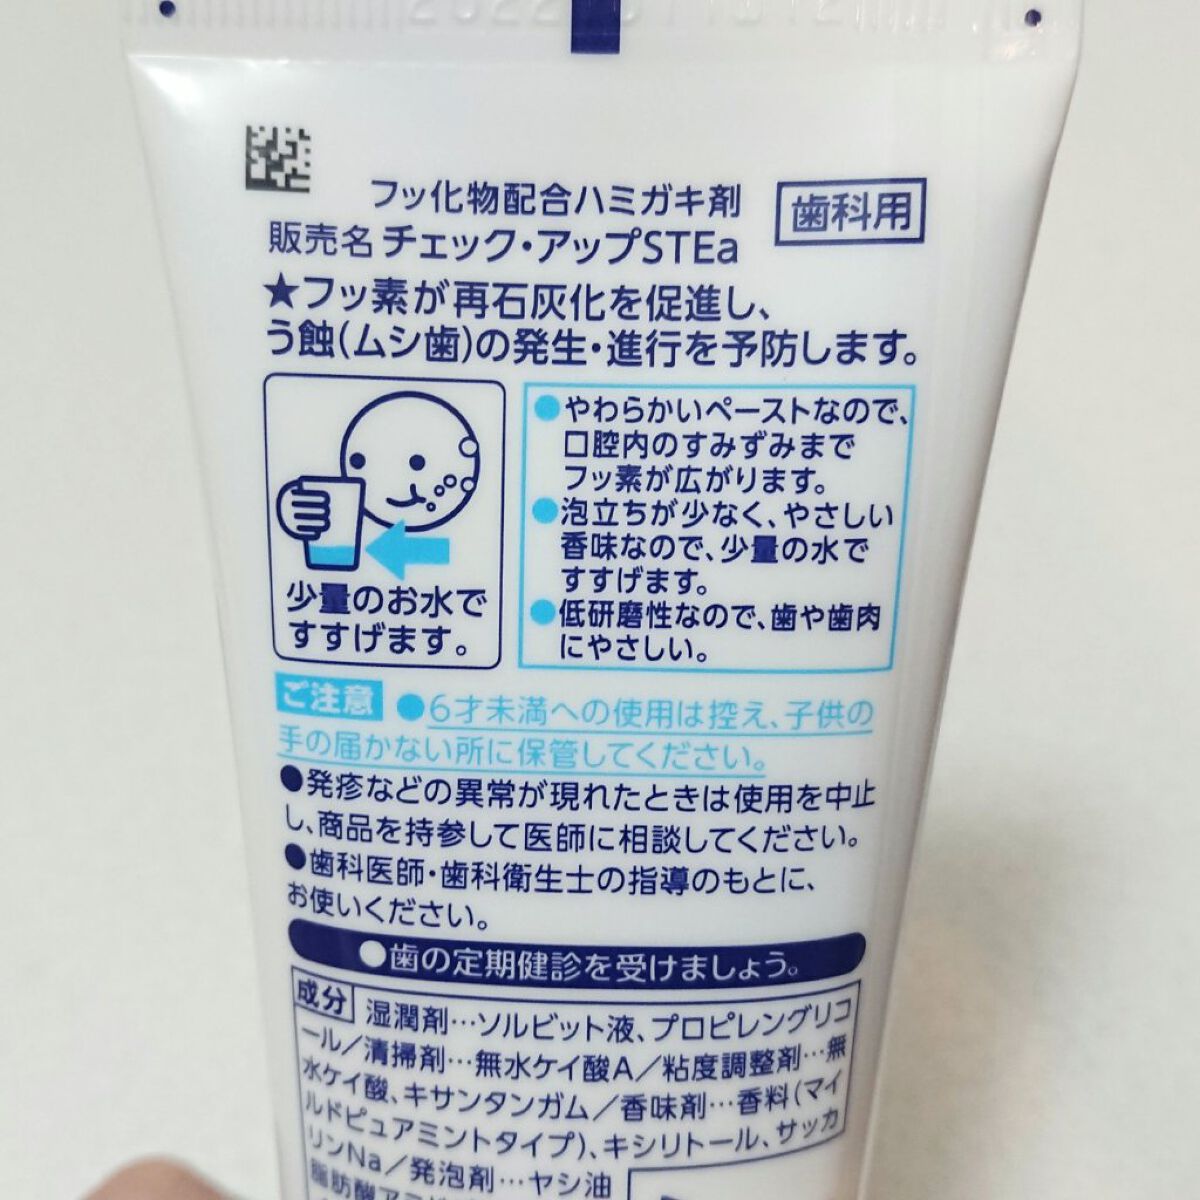 フッ化物配合ハミガキ剤
歯科用
販売名 チェック・アップSTEa
★フッ素が再石灰化を促進し、
う蝕(ムシ歯)の発生・進行を予防します。
少量のお水で
すすげます。
●やわらかいペーストなので、
口腔内のすみずみまで
フッ素が広がります。
●泡立ちが少なく、やさしい
香味なので、少量の水で
すすげます。
●低研磨性なので、歯や歯肉
にやさしい。
ご注意 ●6才未満への使用は控え、子供の
手の届かない所に保管してください。
●発疹などの異常が現れたときは使用を中止
し、商品を持参して医師に相談してください。
●歯科医師・歯科衛生士の指導のもとに、
お使いください。
●歯の定期健診を受けましょう。
成分 湿潤剤…ソルビット液、プロピレングリコ
ール/清掃剤…無水ケイ酸A/粘度調整剤…無
水ケイ酸、キサンタンガム/香味剤…香料(マイ
ルドピュアミントタイプ)、キシリトール、サッカ
リンNa/発泡剤…ヤシ油
脂肪酸アミ